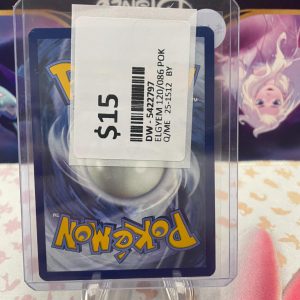 $15
DW - 5422797
ELGYEM 120/086 POK
Q/ME 25-1512 BY
POKÉMON